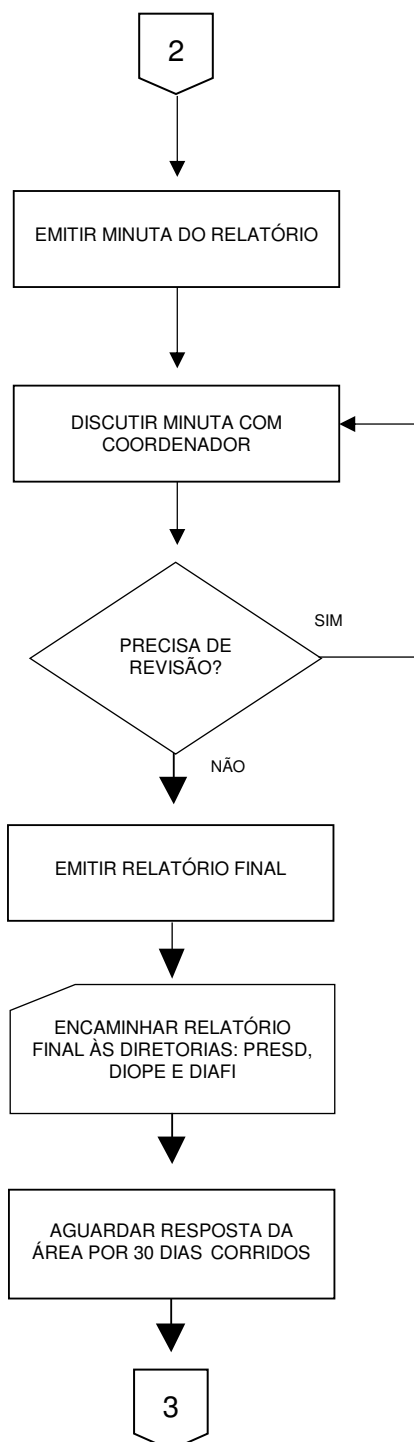 2
EMITIR MINUTA DO RELATÓRIO
DISCUTIR MINUTA COM
COORDENADOR
SIM
PRECISA DE
REVISÃO?
NÃO
EMITIR RELATÓRIO FINAL
ENCAMINHAR RELATÓRIO
FINAL ÀS DIRETORIAS: PRESD,
DIOPE E DIAFI
AGUARDAR RESPOSTA DA
ÁREA POR 30 DIAS CORRIDOS
3